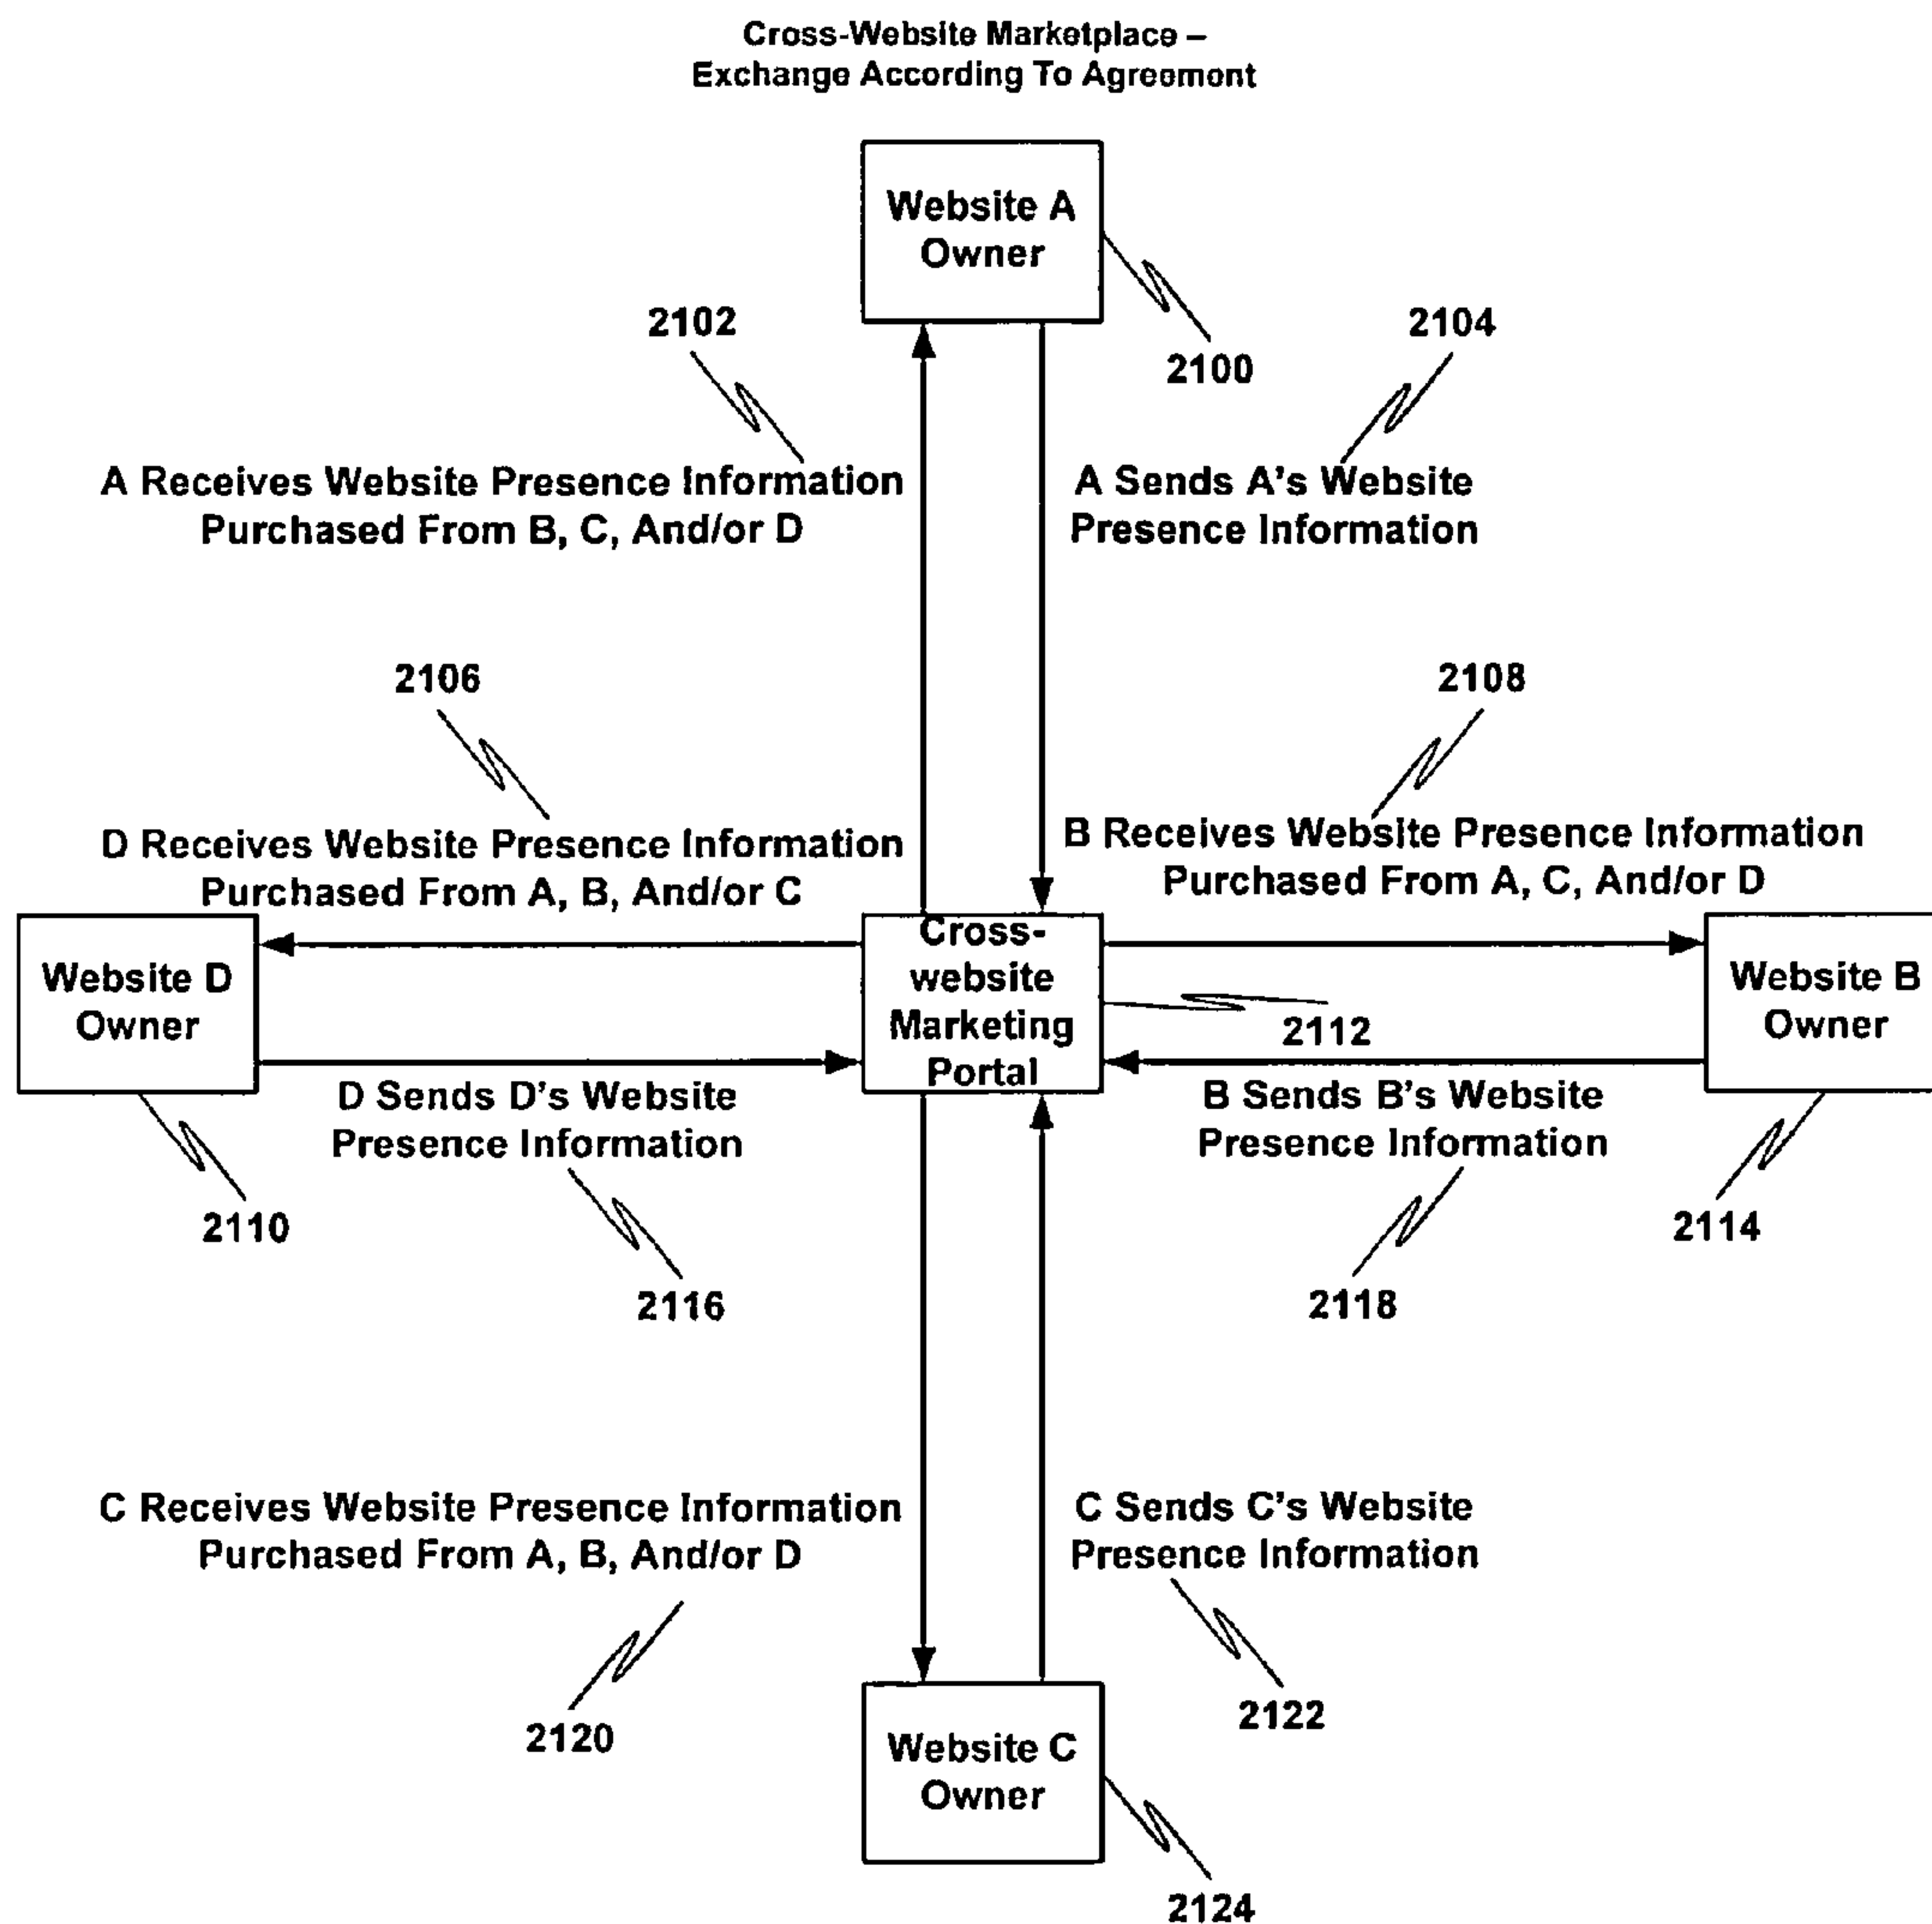 Cross-Website Marketplace –
Exchange According To Agreement
Website A
Owner
2102
2104
2100
A Receives Website Presence Information
Purchased From B, C, And/or D
A Sends A's Website
Presence Information
2106
2108
D Receives Website Presence Information
Purchased From A, B, And/or C
B Receives Website Presence Information
Purchased From A, C, And/or D
Website D
Owner
Cross-
website
Marketing
Portal
2112
Website B
Owner
D Sends D's Website
Presence Information
B Sends B's Website
Presence Information
2110
2114
2116
2118
C Receives Website Presence Information
Purchased From A, B, And/or D
C Sends C's Website
Presence Information
2120
2122
Website C
Owner
2124